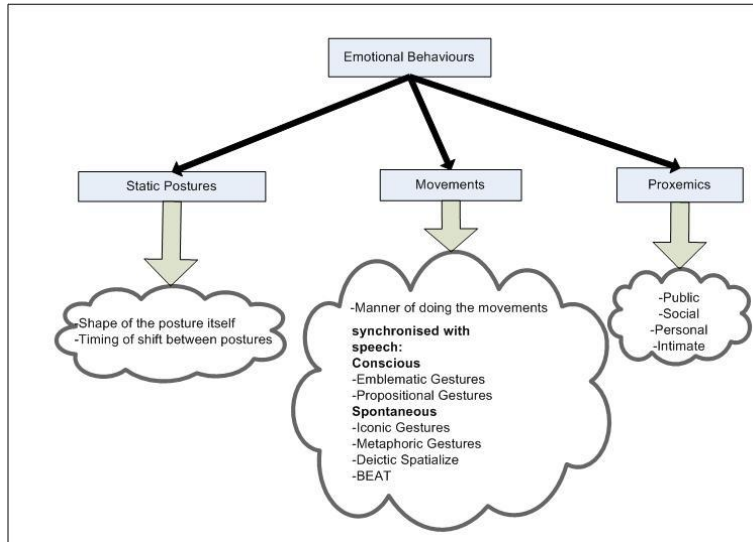 Emotional Behaviours
Static Postures
Movements
Proxemics
-Shape of the posture itself
-Timing of shift between postures
-Manner of doing the movements
synchronised with
speech:
Conscious
-Emblematic Gestures
-Propositional Gestures
Spontaneous
-Iconic Gestures
-Metaphoric Gestures
-Deictic Spatialize
-BEAT
-Public
-Social
-Personal
-Intimate